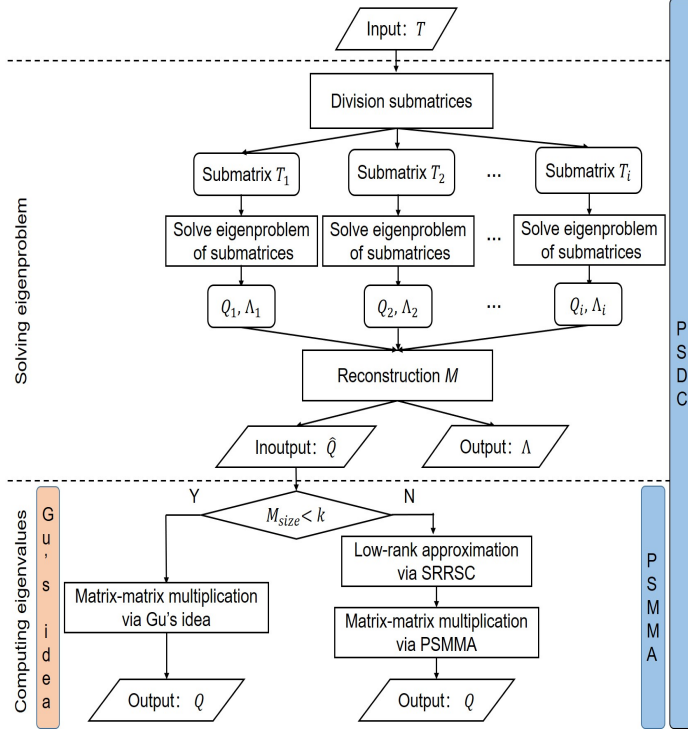 Input: T
Division submatrices
Submatrix T₁
Submatrix T₂
...
Submatrix Tᵢ
Solve eigenproblem
of submatrices
Solve eigenproblem
of submatrices
...
Solve eigenproblem
of submatrices
Q₁, Λ₁
Q₂, Λ₂
...
Qᵢ, Λᵢ
Reconstruction M
Inoutput: Q̂
Output: Λ
Solving eigenproblem
PSDC
Y
N
M_size < k
Low-rank approximation
via SRRSC
Matrix-matrix multiplication
via Gu's idea
Matrix-matrix multiplication
via PSMMA
Output: Q
Output: Q
Computing eigenvalues
Gu's idea
PSMMA